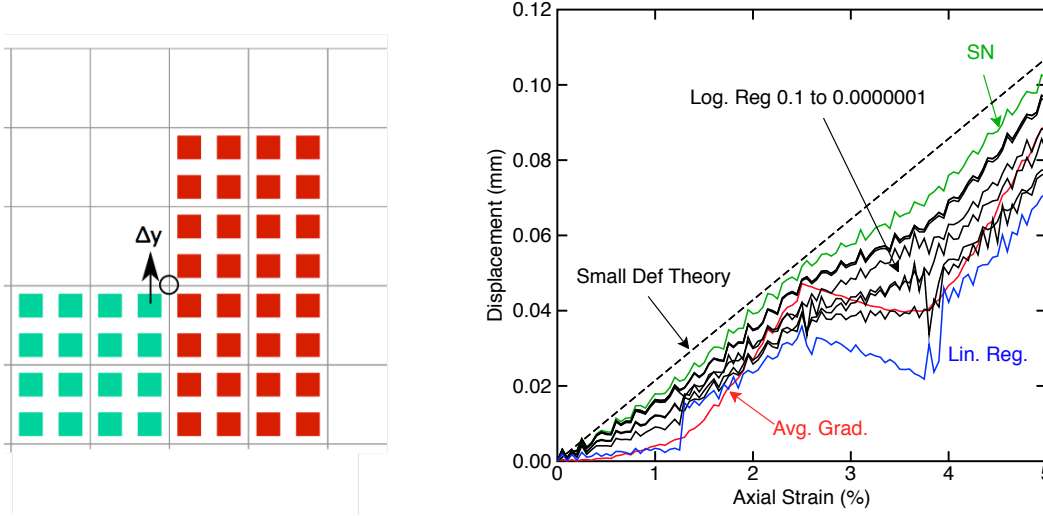 Δy
0.12
0.10
0.08
0.06
0.04
0.02
0.00
Displacement (mm)
SN
Log. Reg 0.1 to 0.0000001
Small Def Theory
Lin. Reg.
Avg. Grad.
0
1
2
3
4
5
Axial Strain (%)